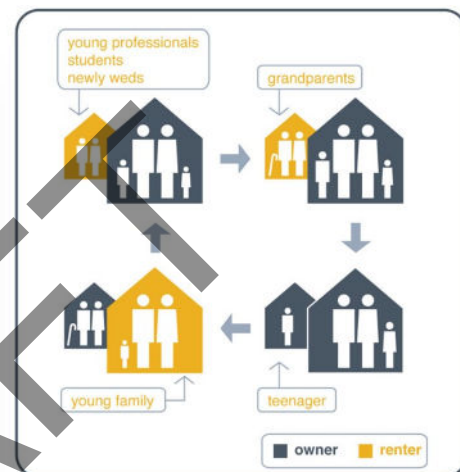 young professionals
students
newly weds
grandparents
young family
teenager
owner renter